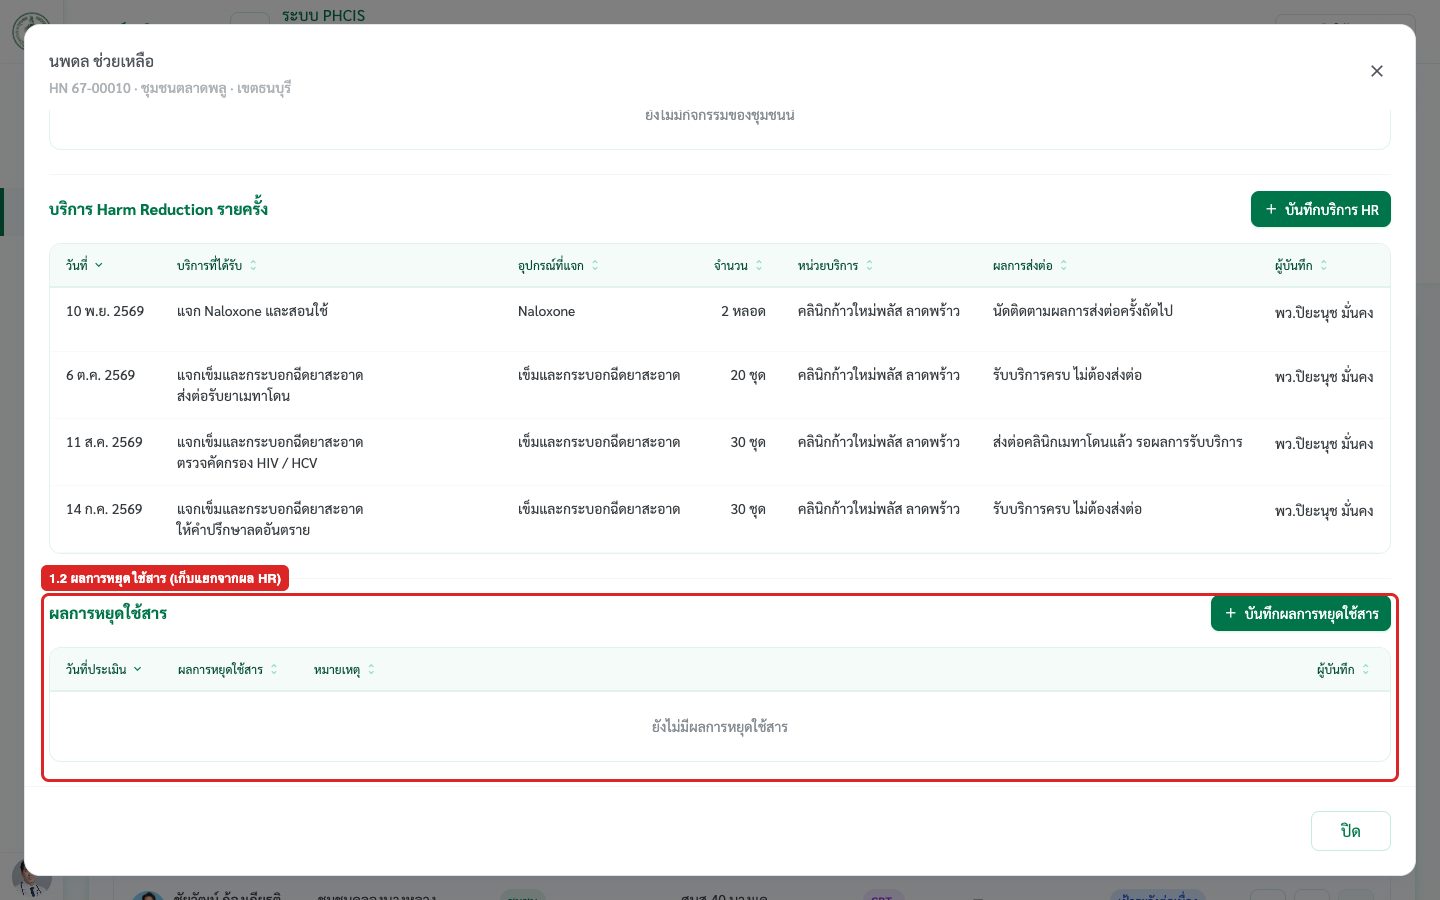 ระบบ PHCIS
นพดล ช่วยเหลือ
HN 67-00010 · ชุมชนตลาดพลู · เขตธนบุรี
ยังไม่มีกิจกรรมของชุมชนนี้
บริการ Harm Reduction รายครั้ง
+ บันทึกบริการ HR
วันที่ บริการที่ได้รับ อุปกรณ์ที่แจก จำนวน หน่วยบริการ ผลการส่งต่อ ผู้บันทึก
10 พ.ย. 2569 แจก Naloxone และสอนใช้ Naloxone 2 หลอด คลินิกก้าวใหม่พลัส ลาดพร้าว นัดติดตามผลการส่งต่อครั้งถัดไป พว.ปิยะนุช มั่นคง
6 ต.ค. 2569 แจกเข็มและกระบอกฉีดยาสะอาด เข็มและกระบอกฉีดยาสะอาด 20 ชุด คลินิกก้าวใหม่พลัส ลาดพร้าว รับบริการครบ ไม่ต้องส่งต่อ พว.ปิยะนุช มั่นคง
ส่งต่อรับยาเมทาโดน
11 ส.ค. 2569 แจกเข็มและกระบอกฉีดยาสะอาด เข็มและกระบอกฉีดยาสะอาด 30 ชุด คลินิกก้าวใหม่พลัส ลาดพร้าว ส่งต่อคลินิกเมทาโดนแล้ว รอผลการรับบริการ พว.ปิยะนุช มั่นคง
ตรวจคัดกรอง HIV / HCV
14 ก.ค. 2569 แจกเข็มและกระบอกฉีดยาสะอาด เข็มและกระบอกฉีดยาสะอาด 30 ชุด คลินิกก้าวใหม่พลัส ลาดพร้าว รับบริการครบ ไม่ต้องส่งต่อ พว.ปิยะนุช มั่นคง
ให้คำปรึกษาลดอันตราย
1.2 ผลการหยุดใช้สาร (เก็บแยกจากผล HR)
ผลการหยุดใช้สาร
+ บันทึกผลการหยุดใช้สาร
วันที่ประเมิน ผลการหยุดใช้สาร หมายเหตุ ผู้บันทึก
ยังไม่มีผลการหยุดใช้สาร
ปิด